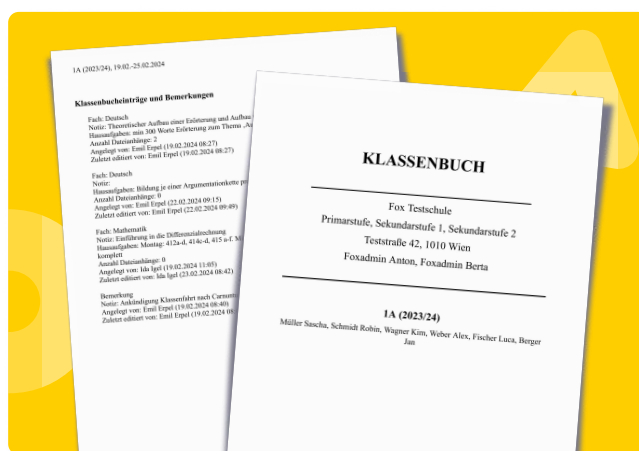 1A (2023/24), 19.02.-25.02.2024
Klassenbucheinträge und Bemerkungen
Fach: Deutsch
Notiz: Theoretischer Aufbau einer Erörterung und Aufbau
Hausaufgaben: min 300 Worte Erörterung zum Thema „Au
Anzahl Dateianhänge: 2
Angelegt von: Emil Erpel (19.02.2024 08:27)
Zuletzt editiert von: Emil Erpel (19.02.2024 08:27)
Fach: Deutsch
Notiz:
Hausaufgaben: Bildung je einer Argumentationkette pr
Anzahl Dateianhänge: 0
Angelegt von: Emil Erpel (22.02.2024 09:15)
Zuletzt editiert von: Emil Erpel (22.02.2024 09:49)
Fach: Mathematik
Notiz: Einführung in die Differenzialrechnung
Hausaufgaben: Montag: 412a-d, 414c-d, 415 a-f. M
komplett
Anzahl Dateianhänge: 0
Angelegt von: Ida Igel (19.02.2024 11:05)
Zuletzt editiert von: Ida Igel (23.02.2024 08:42)
Bemerkung
Notiz: Ankündigung Klassenfahrt nach Carnuntu
Angelegt von: Emil Erpel (19.02.2024 08:40)
Zuletzt editiert von: Emil Erpel (19.02.2024 08
KLASSENBUCH
Fox Testschule
Primarstufe, Sekundarstufe 1, Sekundarstufe 2
Teststraße 42, 1010 Wien
Foxadmin Anton, Foxadmin Berta
1A (2023/24)
Müller Sascha, Schmidt Robin, Wagner Kim, Weber Alex, Fischer Luca, Berger
Jan